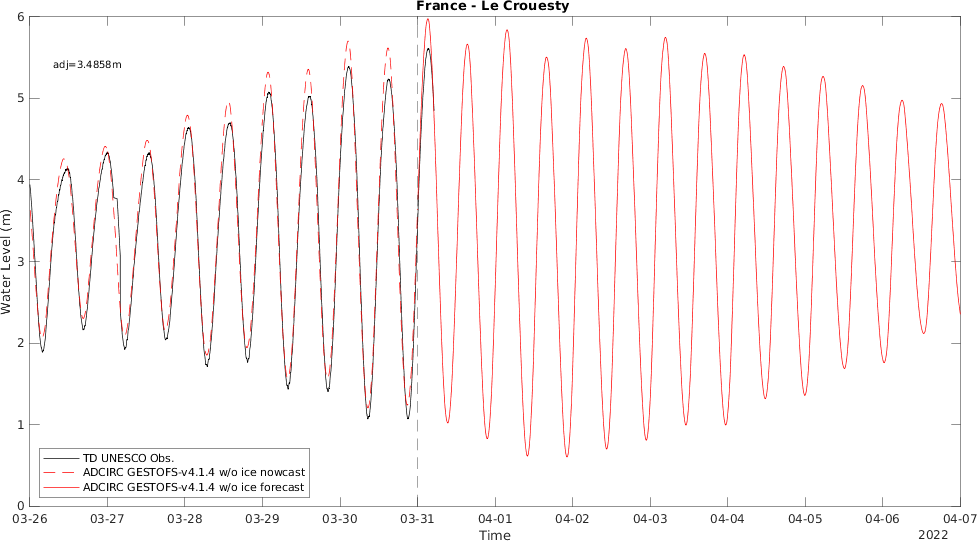 France - Le Crouesty
adj=3.4858m
Water Level (m)
6
5
4
3
2
1
0
TD UNESCO Obs.
ADCIRC GESTOFS-v4.1.4 w/o ice nowcast
ADCIRC GESTOFS-v4.1.4 w/o ice forecast
03-26 03-27 03-28 03-29 03-30 03-31 04-01 04-02 04-03 04-04 04-05 04-06 04-07
Time
2022